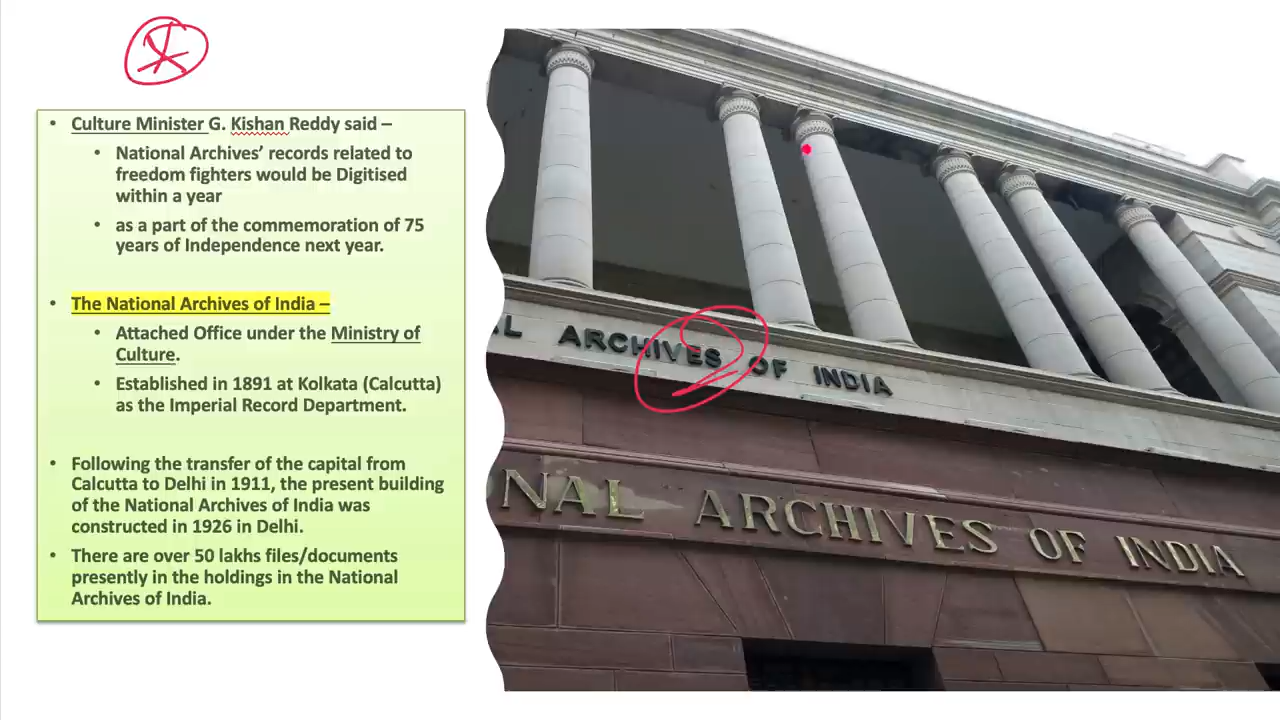 Culture Minister G. Kishan Reddy said –
National Archives’ records related to
freedom fighters would be Digitised
within a year
as a part of the commemoration of 75
years of Independence next year.
The National Archives of India –
Attached Office under the Ministry of
Culture.
Established in 1891 at Kolkata (Calcutta)
as the Imperial Record Department.
Following the transfer of the capital from
Calcutta to Delhi in 1911, the present building
of the National Archives of India was
constructed in 1926 in Delhi.
There are over 50 lakhs files/documents
presently in the holdings in the National
Archives of India.
AL ARCHIVES OF INDIA
NAL ARCHIVES OF INDIA